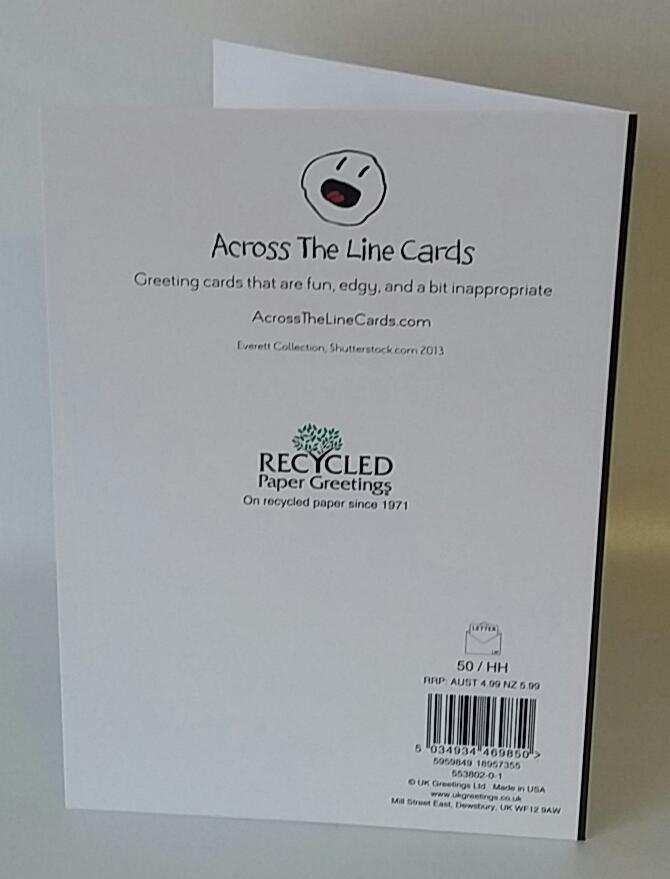 Across The Line Cards
Greeting cards that are fun, edgy, and a bit inappropriate
AcrossTheLineCards.com
Everett Collection, Shutterstock.com 2013
RECYCLED
Paper Greetings
On recycled paper since 1971
LETTER
UK
50 / HH
RRP: AUST 4.99 NZ 5.99
5 034934 469850 >
5959849 18957355
553802-0-1
© UK Greetings Ltd. Made in USA
www.ukgreetings.co.uk
Mill Street East, Dewsbury, UK WF12 9AW